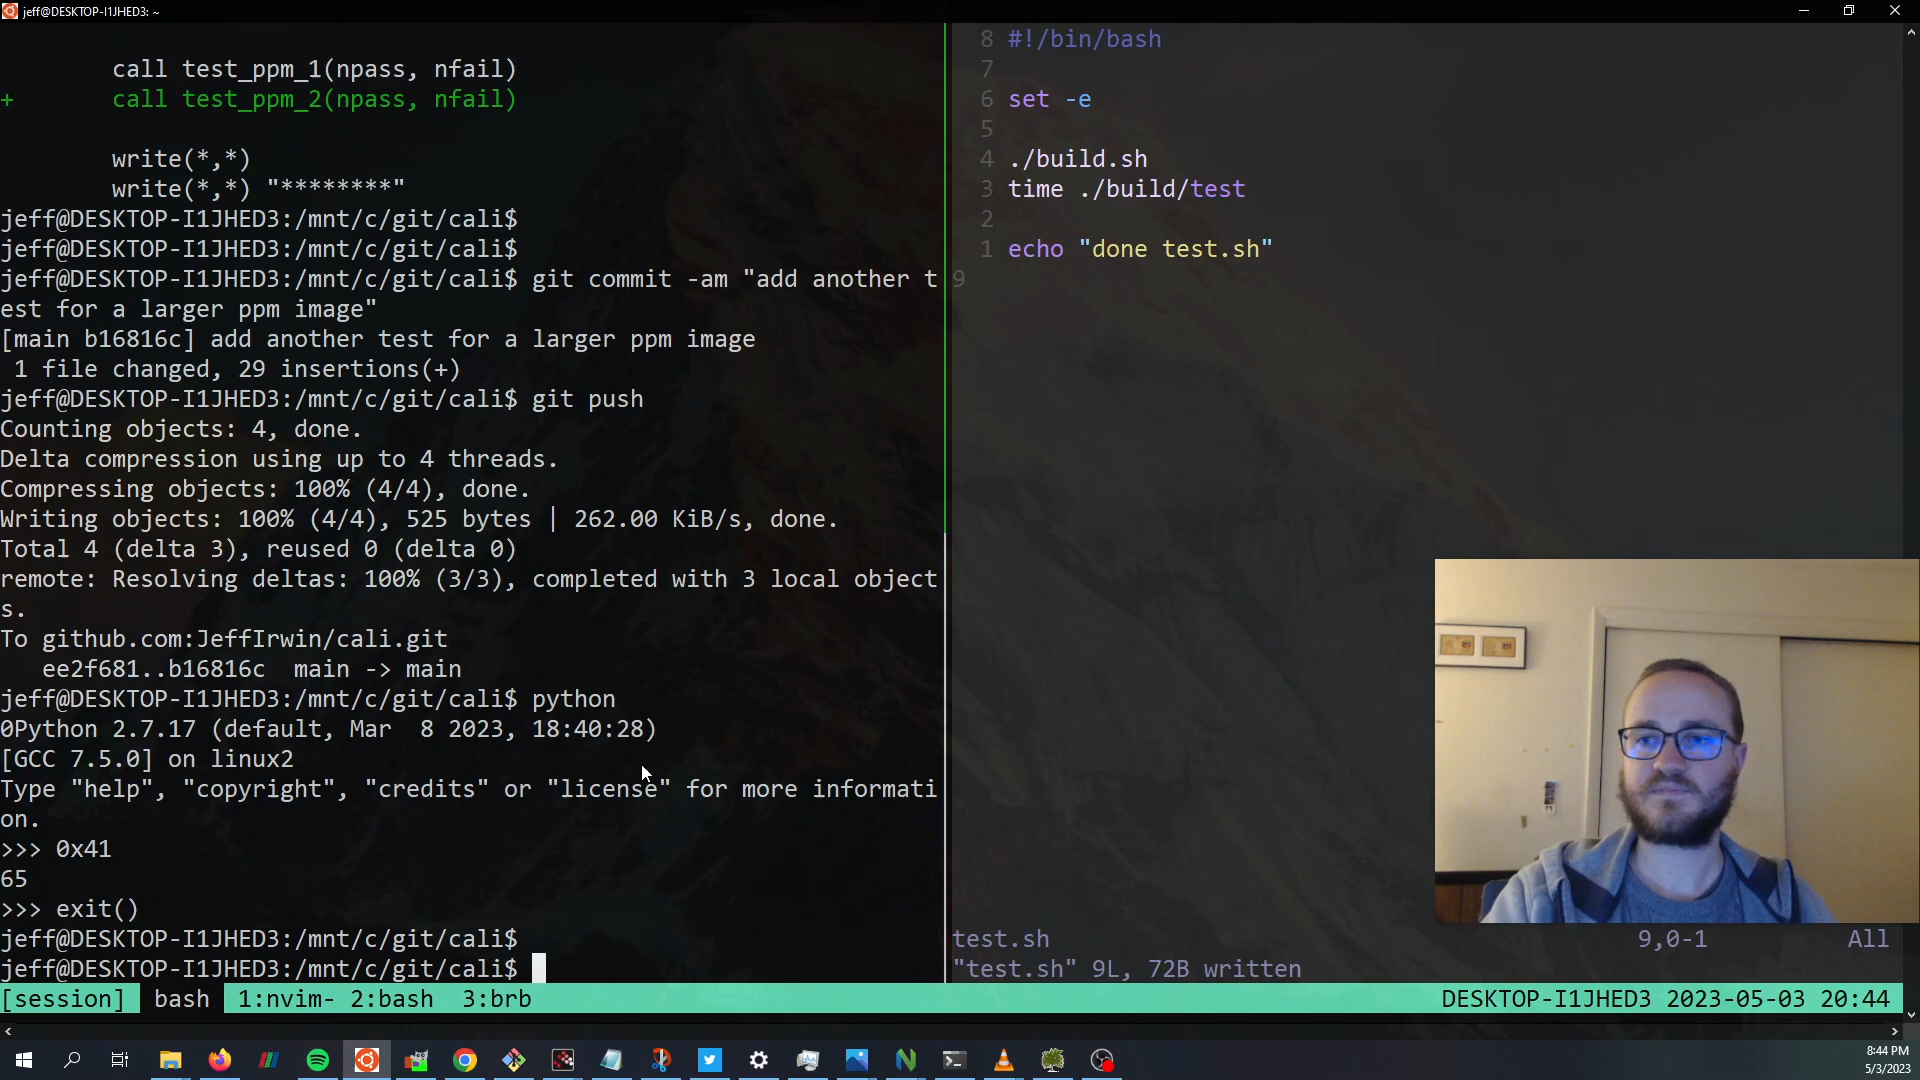 jeff@DESKTOP-I1JHED3: ~
call test_ppm_1(npass, nfail)
+ call test_ppm_2(npass, nfail)
write(*,*)
write(*,*) "********"
jeff@DESKTOP-I1JHED3:/mnt/c/git/cali$
jeff@DESKTOP-I1JHED3:/mnt/c/git/cali$
jeff@DESKTOP-I1JHED3:/mnt/c/git/cali$ git commit -am "add another t
est for a larger ppm image"
[main b16816c] add another test for a larger ppm image
1 file changed, 29 insertions(+)
jeff@DESKTOP-I1JHED3:/mnt/c/git/cali$ git push
Counting objects: 4, done.
Delta compression using up to 4 threads.
Compressing objects: 100% (4/4), done.
Writing objects: 100% (4/4), 525 bytes | 262.00 KiB/s, done.
Total 4 (delta 3), reused 0 (delta 0)
remote: Resolving deltas: 100% (3/3), completed with 3 local object
s.
To github.com:JeffIrwin/cali.git
ee2f681..b16816c  main -> main
jeff@DESKTOP-I1JHED3:/mnt/c/git/cali$ python
0Python 2.7.17 (default, Mar  8 2023, 18:40:28)
[GCC 7.5.0] on linux2
Type "help", "copyright", "credits" or "license" for more informati
on.
>>> 0x41
65
>>> exit()
jeff@DESKTOP-I1JHED3:/mnt/c/git/cali$
jeff@DESKTOP-I1JHED3:/mnt/c/git/cali$
8 #!/bin/bash
7
6 set -e
5
4 ./build.sh
3 time ./build/test
2
1 echo "done test.sh"
9
test.sh 9,0-1 All
"test.sh" 9L, 72B written
[session] bash 1:nvim- 2:bash  3:brb DESKTOP-I1JHED3 2023-05-03 20:44
8:44 PM
5/3/2023